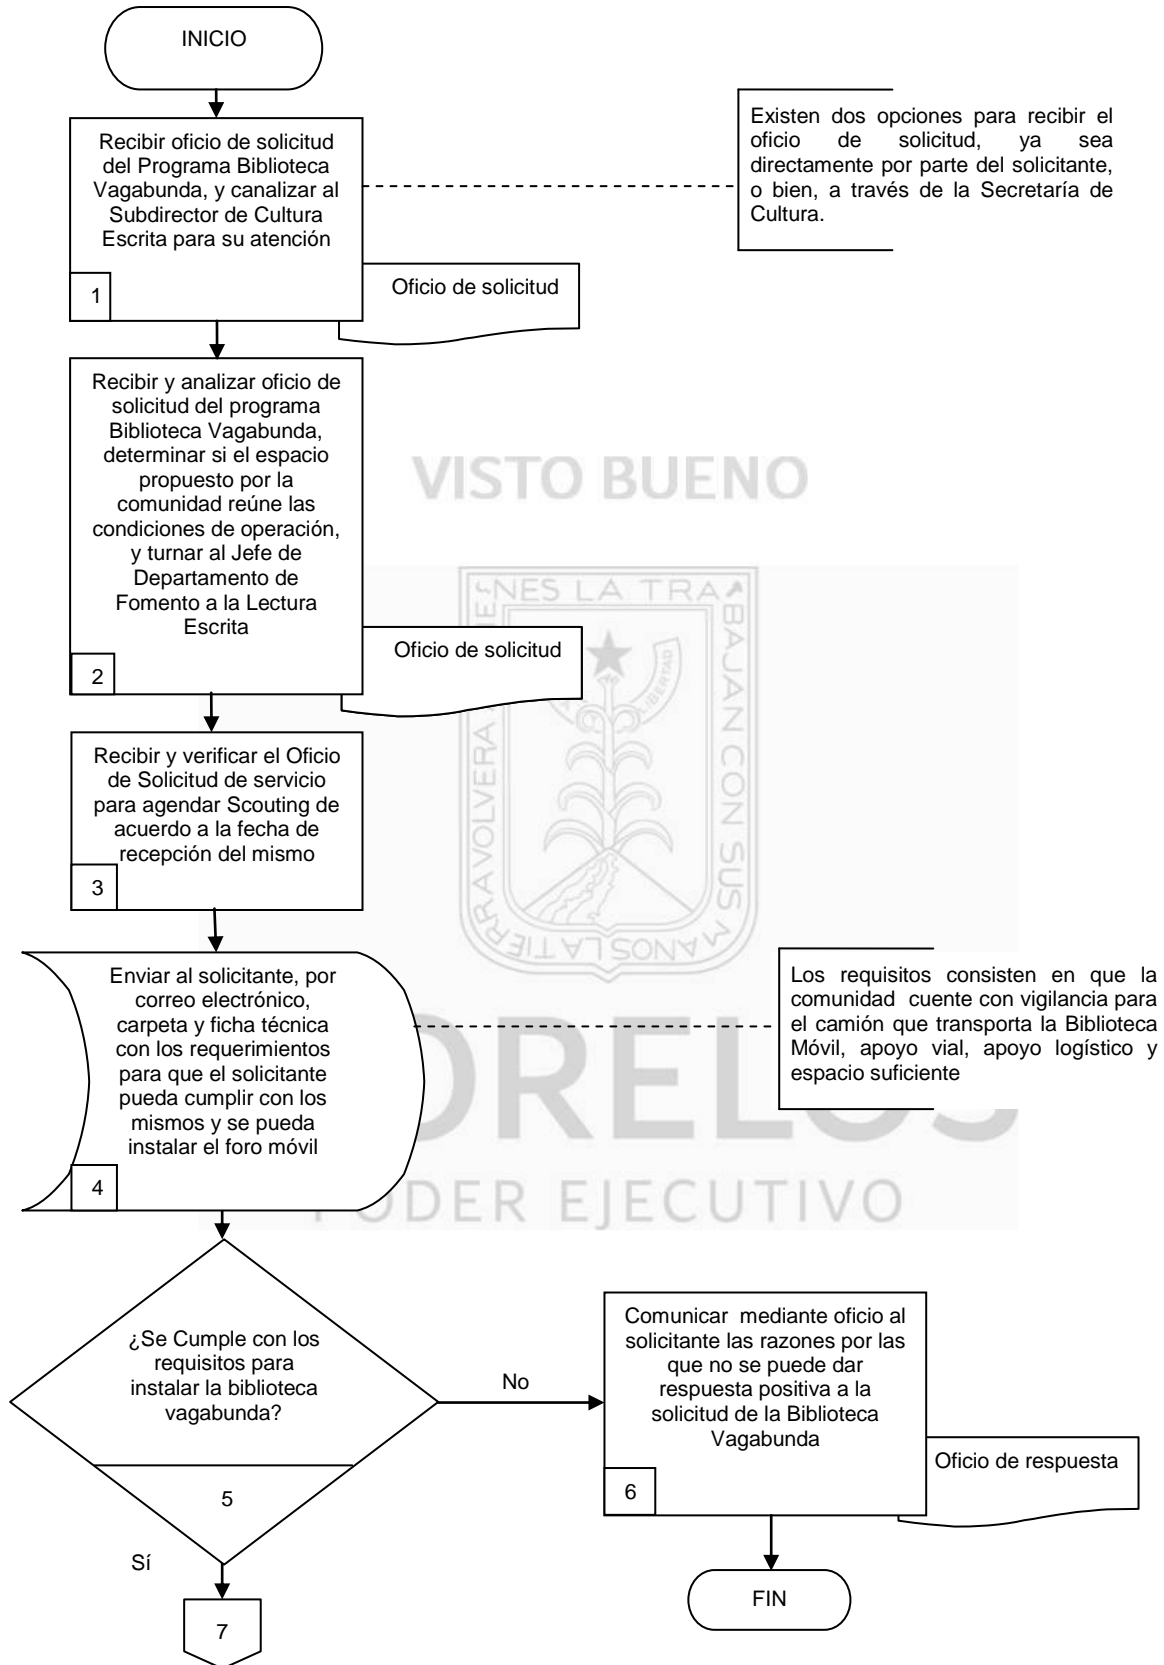 INICIO
Recibir oficio de solicitud
del Programa Biblioteca
Vagabunda, y canalizar al
Subdirector de Cultura
Escrita para su atención
1
Oficio de solicitud
Existen dos opciones para recibir el
oficio de solicitud, ya sea
directamente por parte del solicitante,
o bien, a través de la Secretaría de
Cultura.
Recibir y analizar oficio de
solicitud del programa
Biblioteca Vagabunda,
determinar si el espacio
propuesto por la
comunidad reúne las
condiciones de operación,
y turnar al Jefe de
Departamento de
Fomento a la Lectura
Escrita
2
Oficio de solicitud
VISTO BUENO
Recibir y verificar el Oficio
de Solicitud de servicio
para agendar Scouting de
acuerdo a la fecha de
recepción del mismo
3
Enviar al solicitante, por
correo electrónico,
carpeta y ficha técnica
con los requerimientos
para que el solicitante
pueda cumplir con los
mismos y se pueda
instalar el foro móvil
4
Los requisitos consisten en que la
comunidad cuente con vigilancia para
el camión que transporta la Biblioteca
Móvil, apoyo vial, apoyo logístico y
espacio suficiente
LA TIERRA VOLVERA
NES LA TRABAJAN CON SUS MANOS
LIBERTAD
ORELOS
PODER EJECUTIVO
¿Se Cumple con los
requisitos para
instalar la biblioteca
vagabunda?
5
No
Sí
7
Comunicar mediante oficio al
solicitante las razones por las
que no se puede dar
respuesta positiva a la
solicitud de la Biblioteca
Vagabunda
6
Oficio de respuesta
FIN